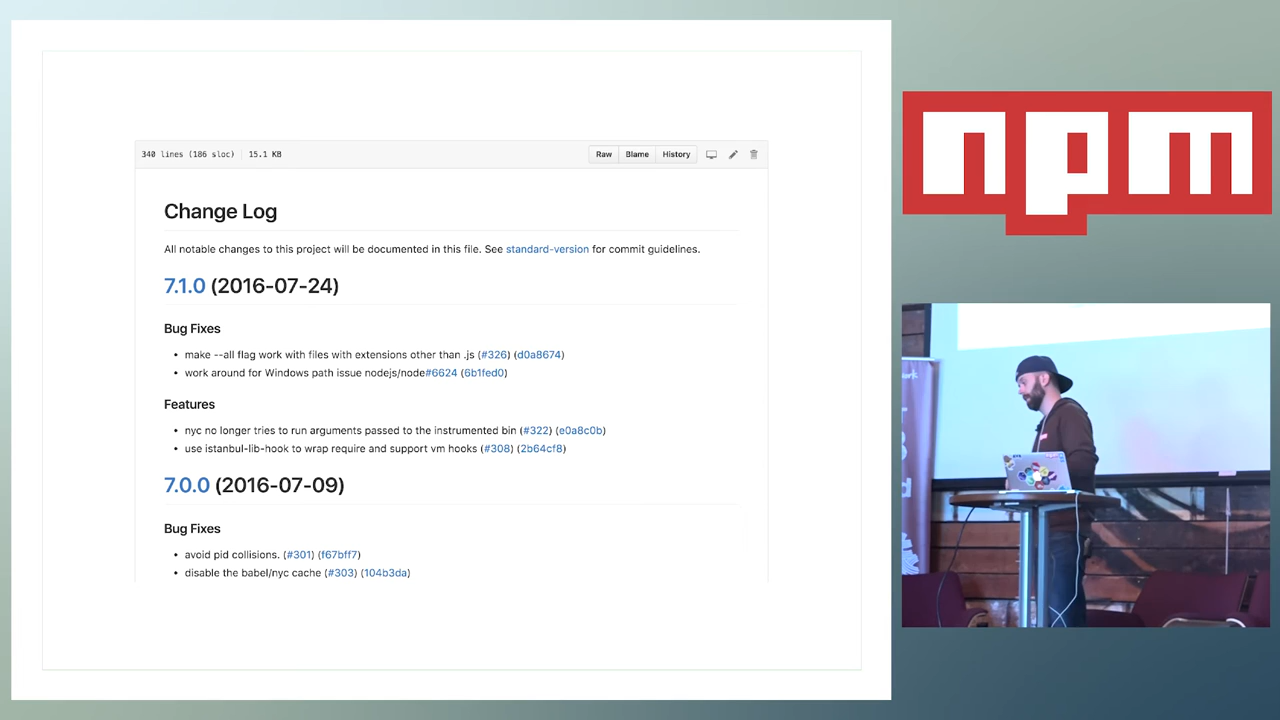 340 lines (186 sloc) 15.1 KB
Raw Blame History
Change Log
All notable changes to this project will be documented in this file. See standard-version for commit guidelines.
7.1.0 (2016-07-24)
Bug Fixes
• make --all flag work with files with extensions other than .js (#326) (d0a8674)
• work around for Windows path issue nodejs/node#6624 (6b1fed0)
Features
• nyc no longer tries to run arguments passed to the instrumented bin (#322) (e0a8c0b)
• use istanbul-lib-hook to wrap require and support vm hooks (#308) (2b64cf8)
7.0.0 (2016-07-09)
Bug Fixes
• avoid pid collisions. (#301) (f67bff7)
• disable the babel/nyc cache (#303) (104b3da)
npm